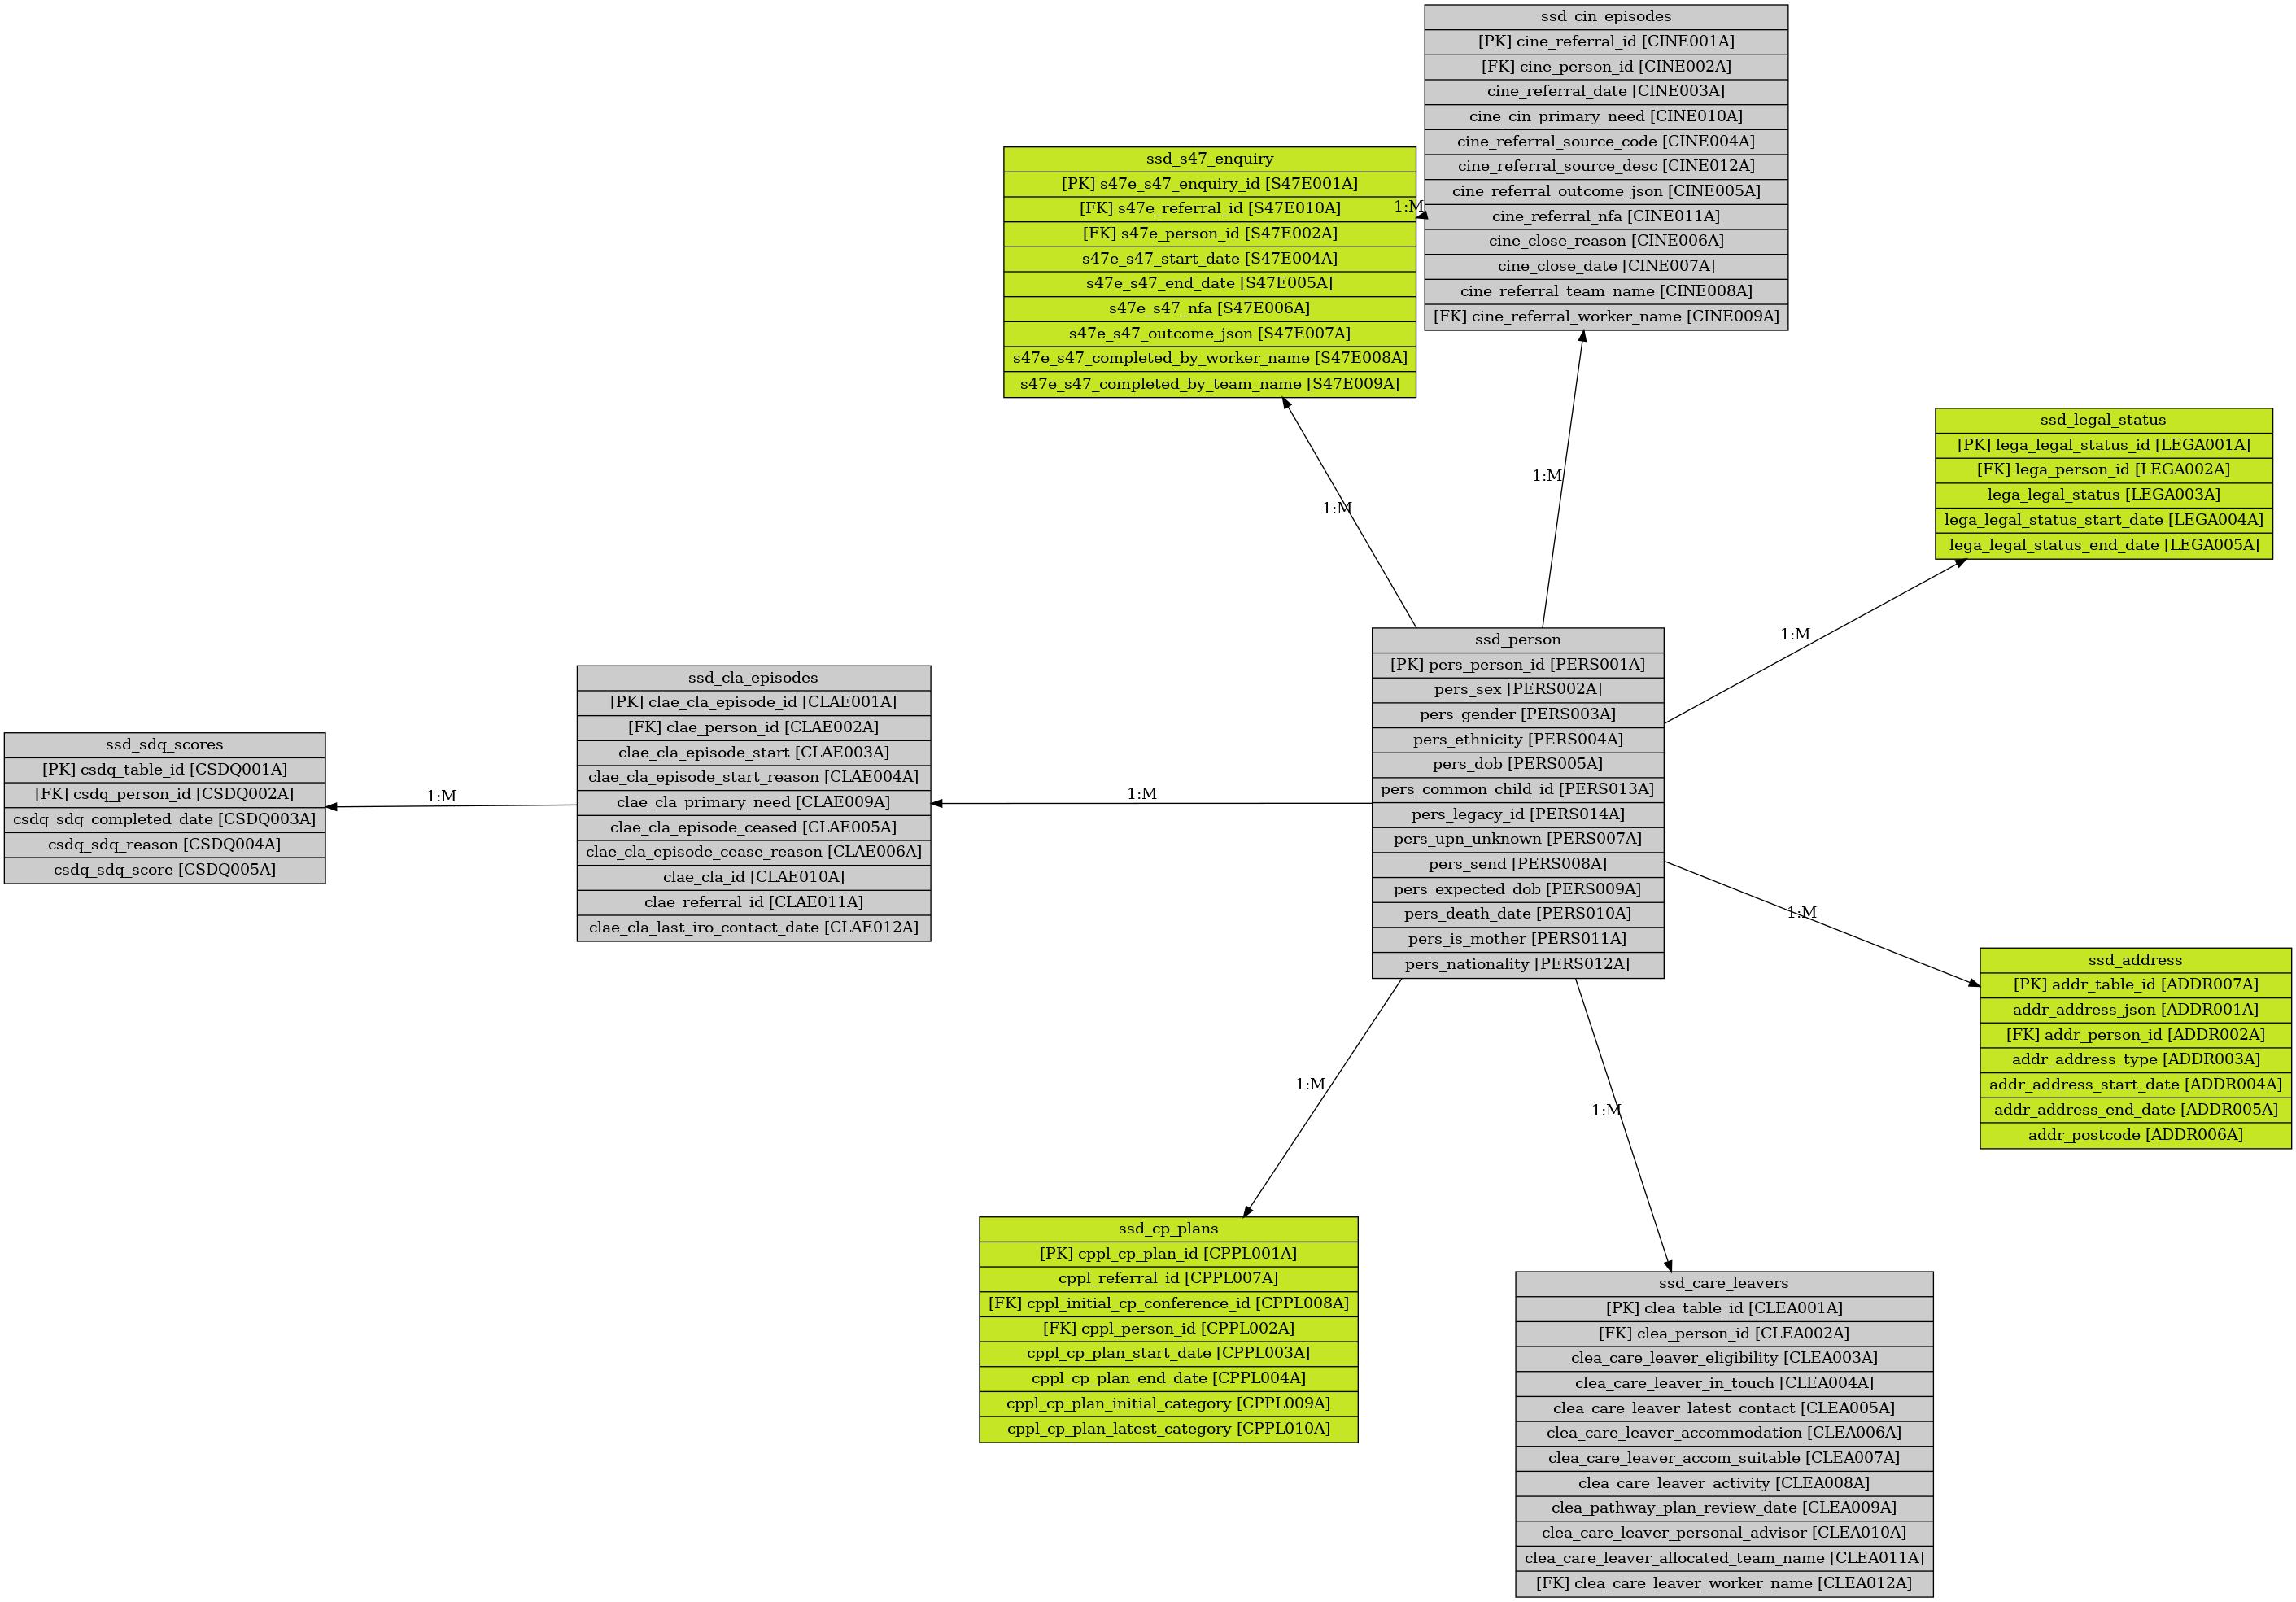 ssd_cin_episodes
[PK] cine_referral_id [CINE001A]
[FK] cine_person_id [CINE002A]
cine_referral_date [CINE003A]
cine_cin_primary_need [CINE010A]
cine_referral_source_code [CINE004A]
cine_referral_source_desc [CINE012A]
cine_referral_outcome_json [CINE005A]
cine_referral_nfa [CINE011A]
cine_close_reason [CINE006A]
cine_close_date [CINE007A]
cine_referral_team_name [CINE008A]
[FK] cine_referral_worker_name [CINE009A]
ssd_s47_enquiry
[PK] s47e_s47_enquiry_id [S47E001A]
[FK] s47e_referral_id [S47E010A]
[FK] s47e_person_id [S47E002A]
s47e_s47_start_date [S47E004A]
s47e_s47_end_date [S47E005A]
s47e_s47_nfa [S47E006A]
s47e_s47_outcome_json [S47E007A]
s47e_s47_completed_by_worker_name [S47E008A]
s47e_s47_completed_by_team_name [S47E009A]
1:M
ssd_legal_status
[PK] lega_legal_status_id [LEGA001A]
[FK] lega_person_id [LEGA002A]
lega_legal_status [LEGA003A]
lega_legal_status_start_date [LEGA004A]
lega_legal_status_end_date [LEGA005A]
1:M
1:M
1:M
ssd_person
[PK] pers_person_id [PERS001A]
pers_sex [PERS002A]
pers_gender [PERS003A]
pers_ethnicity [PERS004A]
pers_dob [PERS005A]
pers_common_child_id [PERS013A]
pers_legacy_id [PERS014A]
pers_upn_unknown [PERS007A]
pers_send [PERS008A]
pers_expected_dob [PERS009A]
pers_death_date [PERS010A]
pers_is_mother [PERS011A]
pers_nationality [PERS012A]
ssd_cla_episodes
[PK] clae_cla_episode_id [CLAE001A]
[FK] clae_person_id [CLAE002A]
clae_cla_episode_start [CLAE003A]
clae_cla_episode_start_reason [CLAE004A]
clae_cla_primary_need [CLAE009A]
clae_cla_episode_ceased [CLAE005A]
clae_cla_episode_cease_reason [CLAE006A]
clae_cla_id [CLAE010A]
clae_referral_id [CLAE011A]
clae_cla_last_iro_contact_date [CLAE012A]
ssd_sdq_scores
[PK] csdq_table_id [CSDQ001A]
[FK] csdq_person_id [CSDQ002A]
csdq_sdq_completed_date [CSDQ003A]
csdq_sdq_reason [CSDQ004A]
csdq_sdq_score [CSDQ005A]
1:M
1:M
1:M
ssd_address
[PK] addr_table_id [ADDR007A]
addr_address_json [ADDR001A]
[FK] addr_person_id [ADDR002A]
addr_address_type [ADDR003A]
addr_address_start_date [ADDR004A]
addr_address_end_date [ADDR005A]
addr_postcode [ADDR006A]
1:M
1:M
ssd_cp_plans
[PK] cppl_cp_plan_id [CPPL001A]
cppl_referral_id [CPPL007A]
[FK] cppl_initial_cp_conference_id [CPPL008A]
[FK] cppl_person_id [CPPL002A]
cppl_cp_plan_start_date [CPPL003A]
cppl_cp_plan_end_date [CPPL004A]
cppl_cp_plan_initial_category [CPPL009A]
cppl_cp_plan_latest_category [CPPL010A]
ssd_care_leavers
[PK] clea_table_id [CLEA001A]
[FK] clea_person_id [CLEA002A]
clea_care_leaver_eligibility [CLEA003A]
clea_care_leaver_in_touch [CLEA004A]
clea_care_leaver_latest_contact [CLEA005A]
clea_care_leaver_accommodation [CLEA006A]
clea_care_leaver_accom_suitable [CLEA007A]
clea_care_leaver_activity [CLEA008A]
clea_pathway_plan_review_date [CLEA009A]
clea_care_leaver_personal_advisor [CLEA010A]
clea_care_leaver_allocated_team_name [CLEA011A]
[FK] clea_care_leaver_worker_name [CLEA012A]